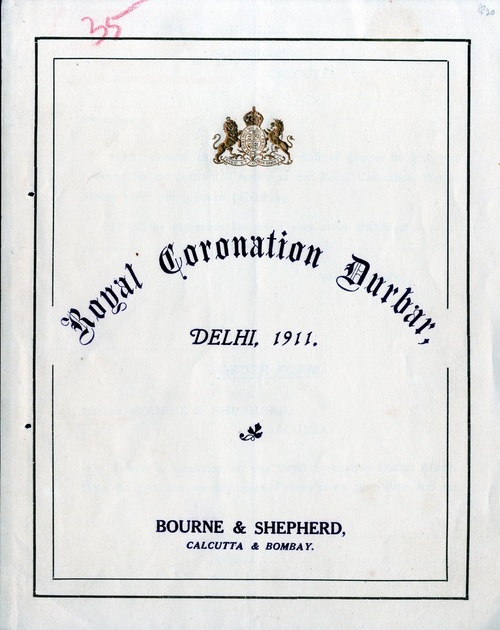 35
Royal Coronation Durbar,
DELHI, 1911.
BOURNE & SHEPHERD,
CALCUTTA & BOMBAY.